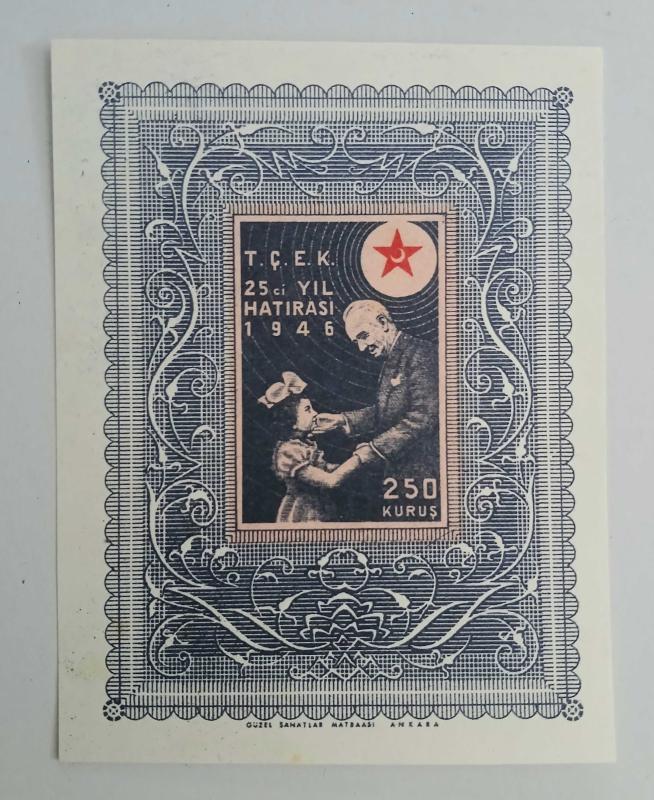 T. Ç. E. K.
25ci YIL
HATIRASI
1946
250
KURUŞ
GÜZEL SANATLAR MATBAASI ANKARA